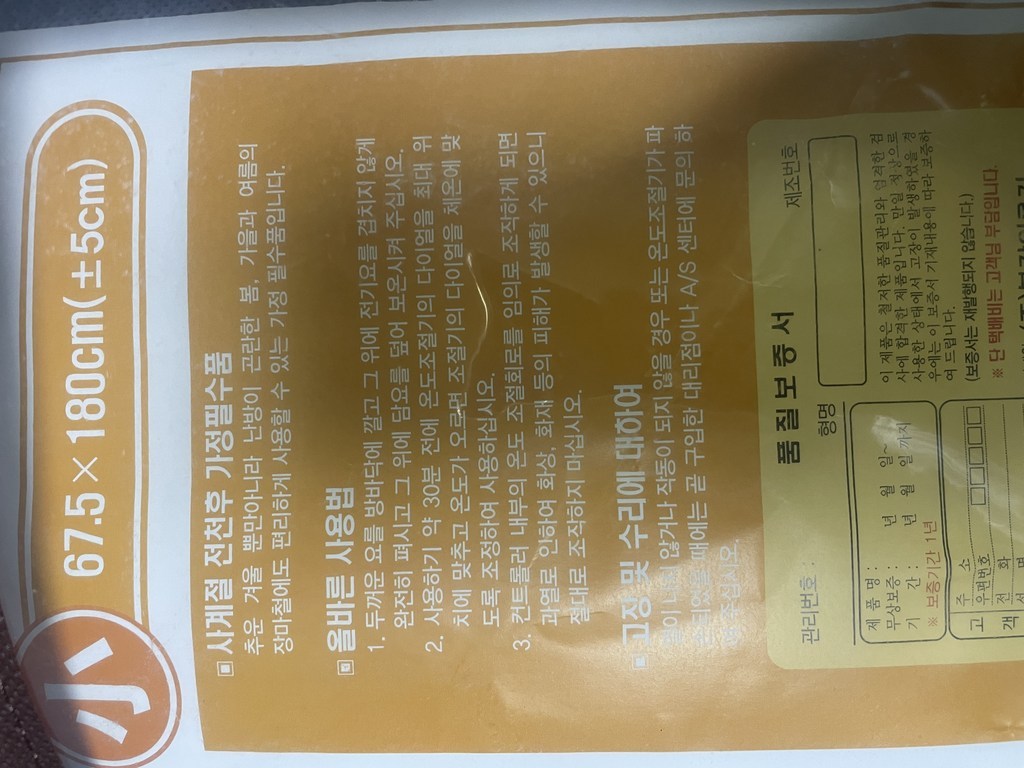 小 67.5×180cm(±5cm)
▣ 사계절 전천후 가정필수품
추운 겨울 뿐만아니라 난방이 곤란한 봄, 가을과 여름의
장마철에도 편리하게 사용할 수 있는 가정 필수품입니다.
▣ 올바른 사용법
1. 두꺼운 요를 방바닥에 깔고 그 위에 전기요를 겹치지 않게
완전히 펴시고 그 위에 담요를 덮어 보온시켜 주십시오.
2. 사용하기 약 30분 전에 온도조절기의 다이얼을 최대 위
치에 맞추고 온도가 오르면 조절기의 다이얼을 체온에 맞
도록 조정하여 사용하십시오.
3. 컨트롤러 내부의 온도 조절회로를 임의로 조작하게 되면
과열로 인하여 화상, 화재 등의 피해가 발생할 수 있으니
절대로 조작하지 마십시오.
▣ 고장 및 수리에 대하여
않거나 작동이 되지 않을 경우 또는 온도조절기가 파
때에는 곧 구입한 대리점이나 A/S 센터에 문의 하
주십시오.
품질보증서
관리번호 :
형명
제조번호
제 품 명 :
무상보증 : 년 월 일~
기 간 : 년 월 일 까지
※ 보증기간 1년
고객
주 소
우편번호
전 화
이 제품은 철저한 품질관리와 엄격한 검
사에 합격한 제품입니다. 만일 정상으로
사용한 상태에서 고장이 발생하였을 경
우에는 이 보증서 기재내용에 따라 보증하
여 드립니다.
(보증서는 재발행되지 않습니다.)
※ 단 택배비는 고객님 부담입니다.